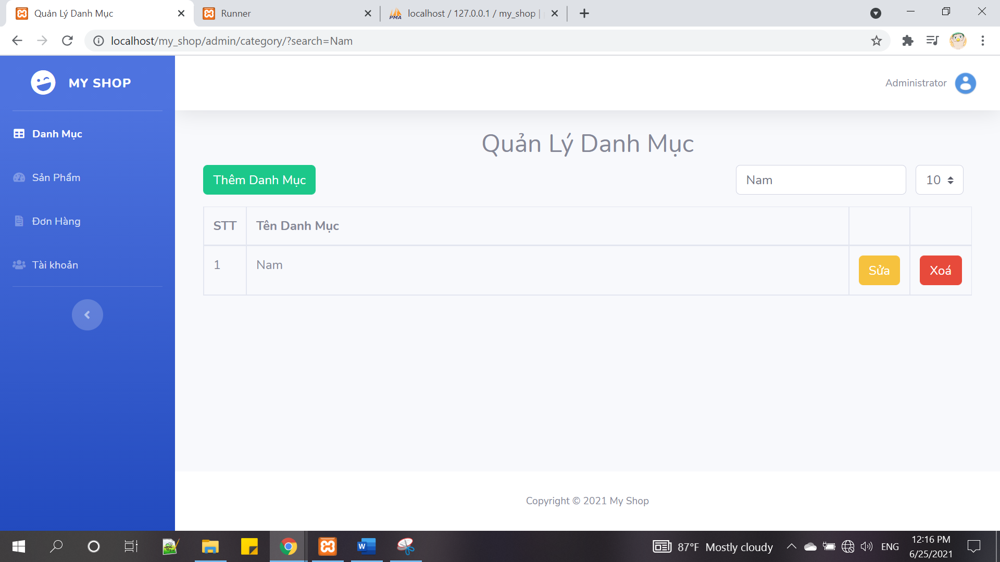 Quản Lý Danh Mục
Runner
localhost / 127.0.0.1 / my_shop |
localhost/my_shop/admin/category/?search=Nam
MY SHOP
Administrator
Danh Mục
Sản Phẩm
Đơn Hàng
Tài khoản
Quản Lý Danh Mục
Thêm Danh Mục
Nam
10
STT Tên Danh Mục
1 Nam Sửa Xoá
Copyright © 2021 My Shop
87°F Mostly cloudy
ENG
12:16 PM
6/25/2021